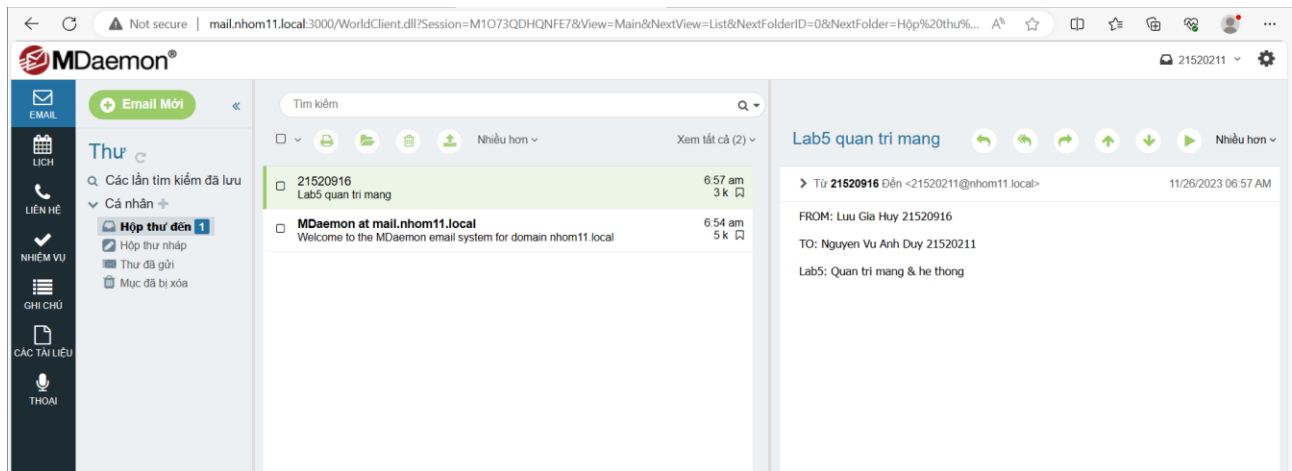 Not secure | mail.nhom11.local:3000/WorldClient.dll?Session=M1O73QDHQNFE7&View=Main&NextView=List&NextFolderID=0&NextFolder=Hộp%20thu%...
MDaemon®
21520211
EMAIL
LỊCH
LIÊN HỆ
NHIỆM VỤ
GHI CHÚ
CÁC TÀI LIỆU
THOẠI
Email Mới
«
Thư
Các lần tìm kiếm đã lưu
Cá nhân
Hộp thư đến 1
Hộp thư nháp
Thư đã gửi
Mục đã bị xóa
Tìm kiếm
Nhiều hơn
Xem tất cả (2)
21520916 6:57 am
Lab5 quan tri mang 3 k
MDaemon at mail.nhom11.local 6:54 am
Welcome to the MDaemon email system for domain nhom11.local 5 k
Lab5 quan tri mang
Nhiều hơn
Từ 21520916 Đến <21520211@nhom11.local> 11/26/2023 06:57 AM
FROM: Luu Gia Huy 21520916
TO: Nguyen Vu Anh Duy 21520211
Lab5: Quan tri mang & he thong